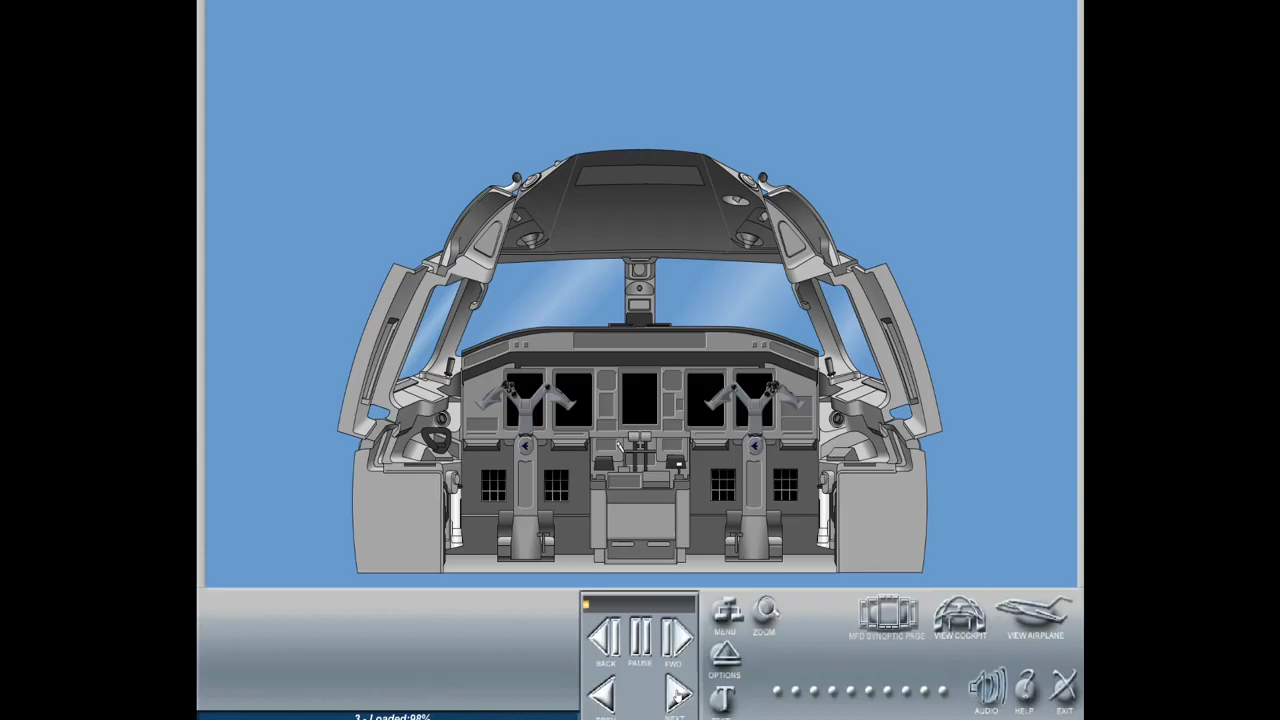 MENU
ZOOM
MFD SYNOPTIC PAGE
VIEW COCKPIT
VIEW AIRPLANE
BACK
PAUSE
FWD
OPTIONS
NEXT
AUDIO
HELP
EXIT
3 - Loaded:98%